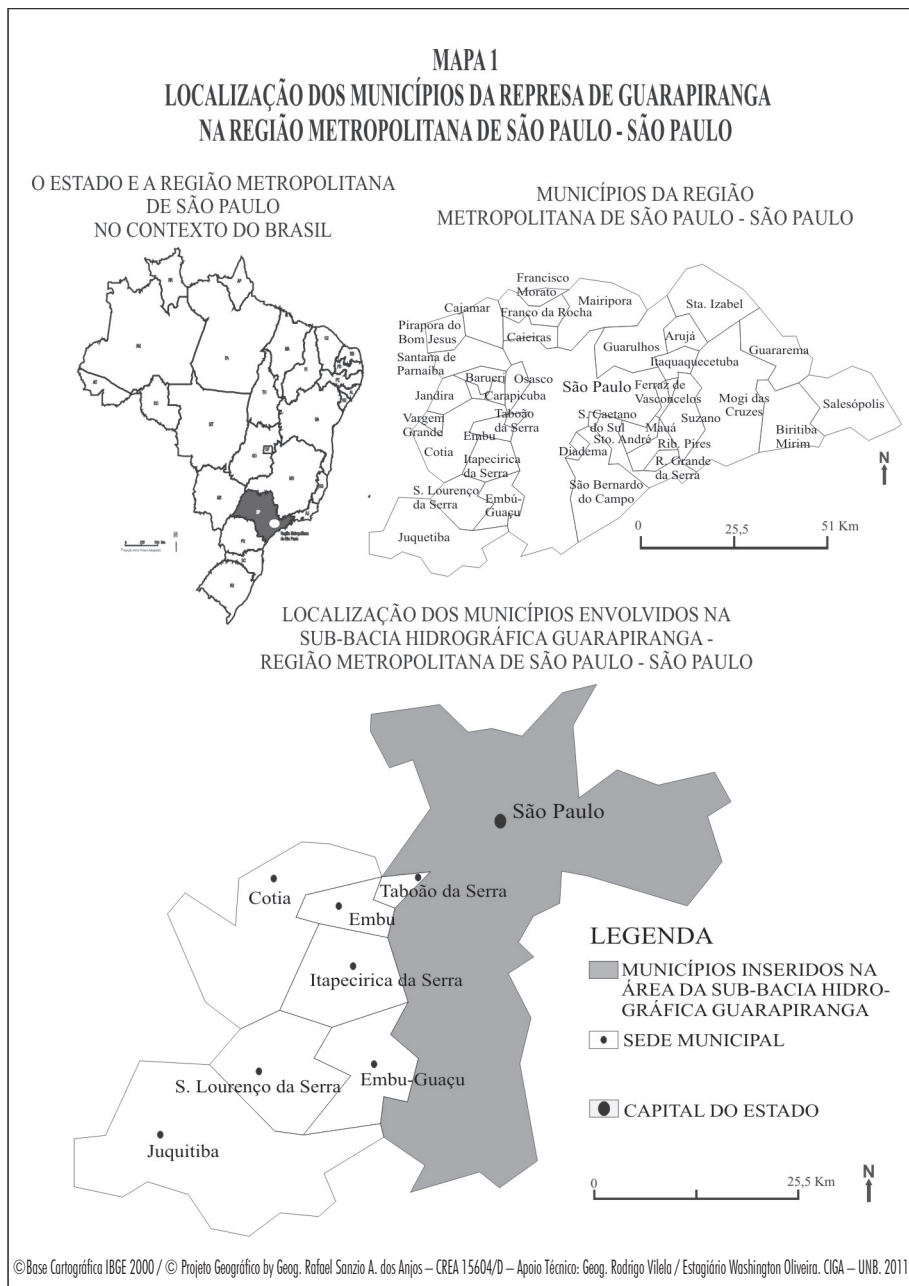 MAPA 1
LOCALIZAÇÃO DOS MUNICÍPIOS DA REPRESA DE GUARAPIRANGA
NA REGIÃO METROPOLITANA DE SÃO PAULO - SÃO PAULO
O ESTADO E A REGIÃO METROPOLITANA
DE SÃO PAULO
NO CONTEXTO DO BRASIL
MUNICÍPIOS DA REGIÃO
METROPOLITANA DE SÃO PAULO - SÃO PAULO
Francisco
Morato
Mairipora
Sta. Izabel
Cajamar
Franco da Rocha
Pirapora do
Bom Jesus
Caieiras
Arujá
Guarulhos
Guararema
Santana de
Parnaíba
Itaquaquecetuba
Barueri
Osasco
São Paulo
Ferraz de
Vasconcelos
Jandira
Carapicuba
Mogi das
Cruzes
Salesópolis
Vargem
Grande
Taboão
da Serra
S. Caetano
do Sul
Mauá
Suzano
Embu
Sto. André
Rib. Pires
Biritiba
Mirim
Cotia
Itapecirica
da Serra
Diadema
R. Grande
da Serra
São Bernardo
do Campo
S. Lourenço
da Serra
Embú-
Guaçu
Juquetiba
N
0 25,5 51 Km
LOCALIZAÇÃO DOS MUNICÍPIOS ENVOLVIDOS NA
SUB-BACIA HIDROGRÁFICA GUARAPIRANGA -
REGIÃO METROPOLITANA DE SÃO PAULO - SÃO PAULO
São Paulo
Cotia
Taboão da Serra
Embu
Itapecirica da Serra
S. Lourenço da Serra
Embu-Guaçu
Juquitiba
LEGENDA
MUNICÍPIOS INSERIDOS NA
ÁREA DA SUB-BACIA HIDRO-
GRÁFICA GUARAPIRANGA
SEDE MUNICIPAL
CAPITAL DO ESTADO
0 25,5 Km
N
©Base Cartográfica IBGE 2000 / © Projeto Geográfico by Geog. Rafael Sanzio A. dos Anjos – CREA 15604/D – Apoio Técnico: Geog. Rodrigo Vilela / Estagiário Washington Oliveira. CIGA – UNB. 2011